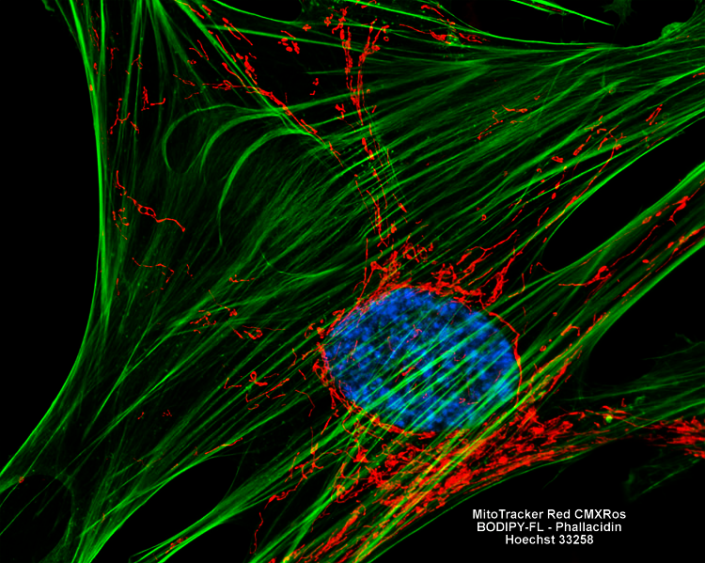 MitoTracker Red CMXRos
BODIPY-FL - Phallacidin
Hoechst 33258